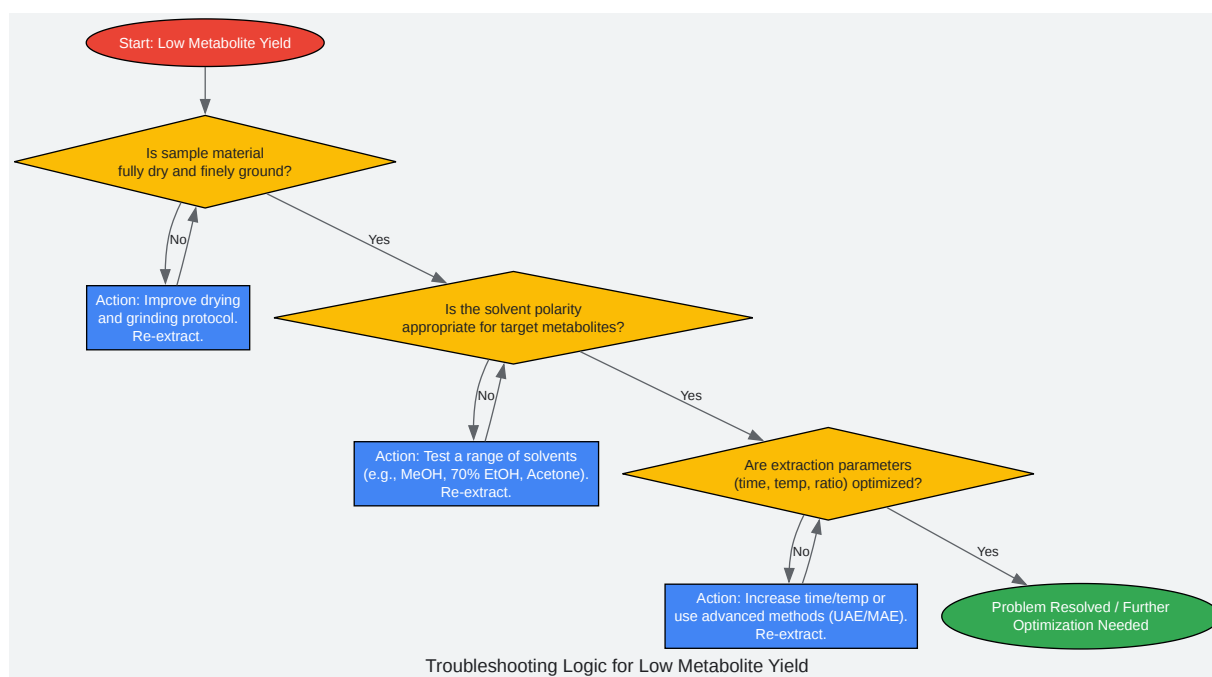 Start: Low Metabolite Yield
Is sample material
fully dry and finely ground?
No
Yes
Action: Improve drying
and grinding protocol.
Re-extract.
Is the solvent polarity
appropriate for target metabolites?
No
Yes
Action: Test a range of solvents
(e.g., MeOH, 70% EtOH, Acetone).
Re-extract.
Are extraction parameters
(time, temp, ratio) optimized?
No
Yes
Action: Increase time/temp or
use advanced methods (UAE/MAE).
Re-extract.
Problem Resolved / Further
Optimization Needed
Troubleshooting Logic for Low Metabolite Yield